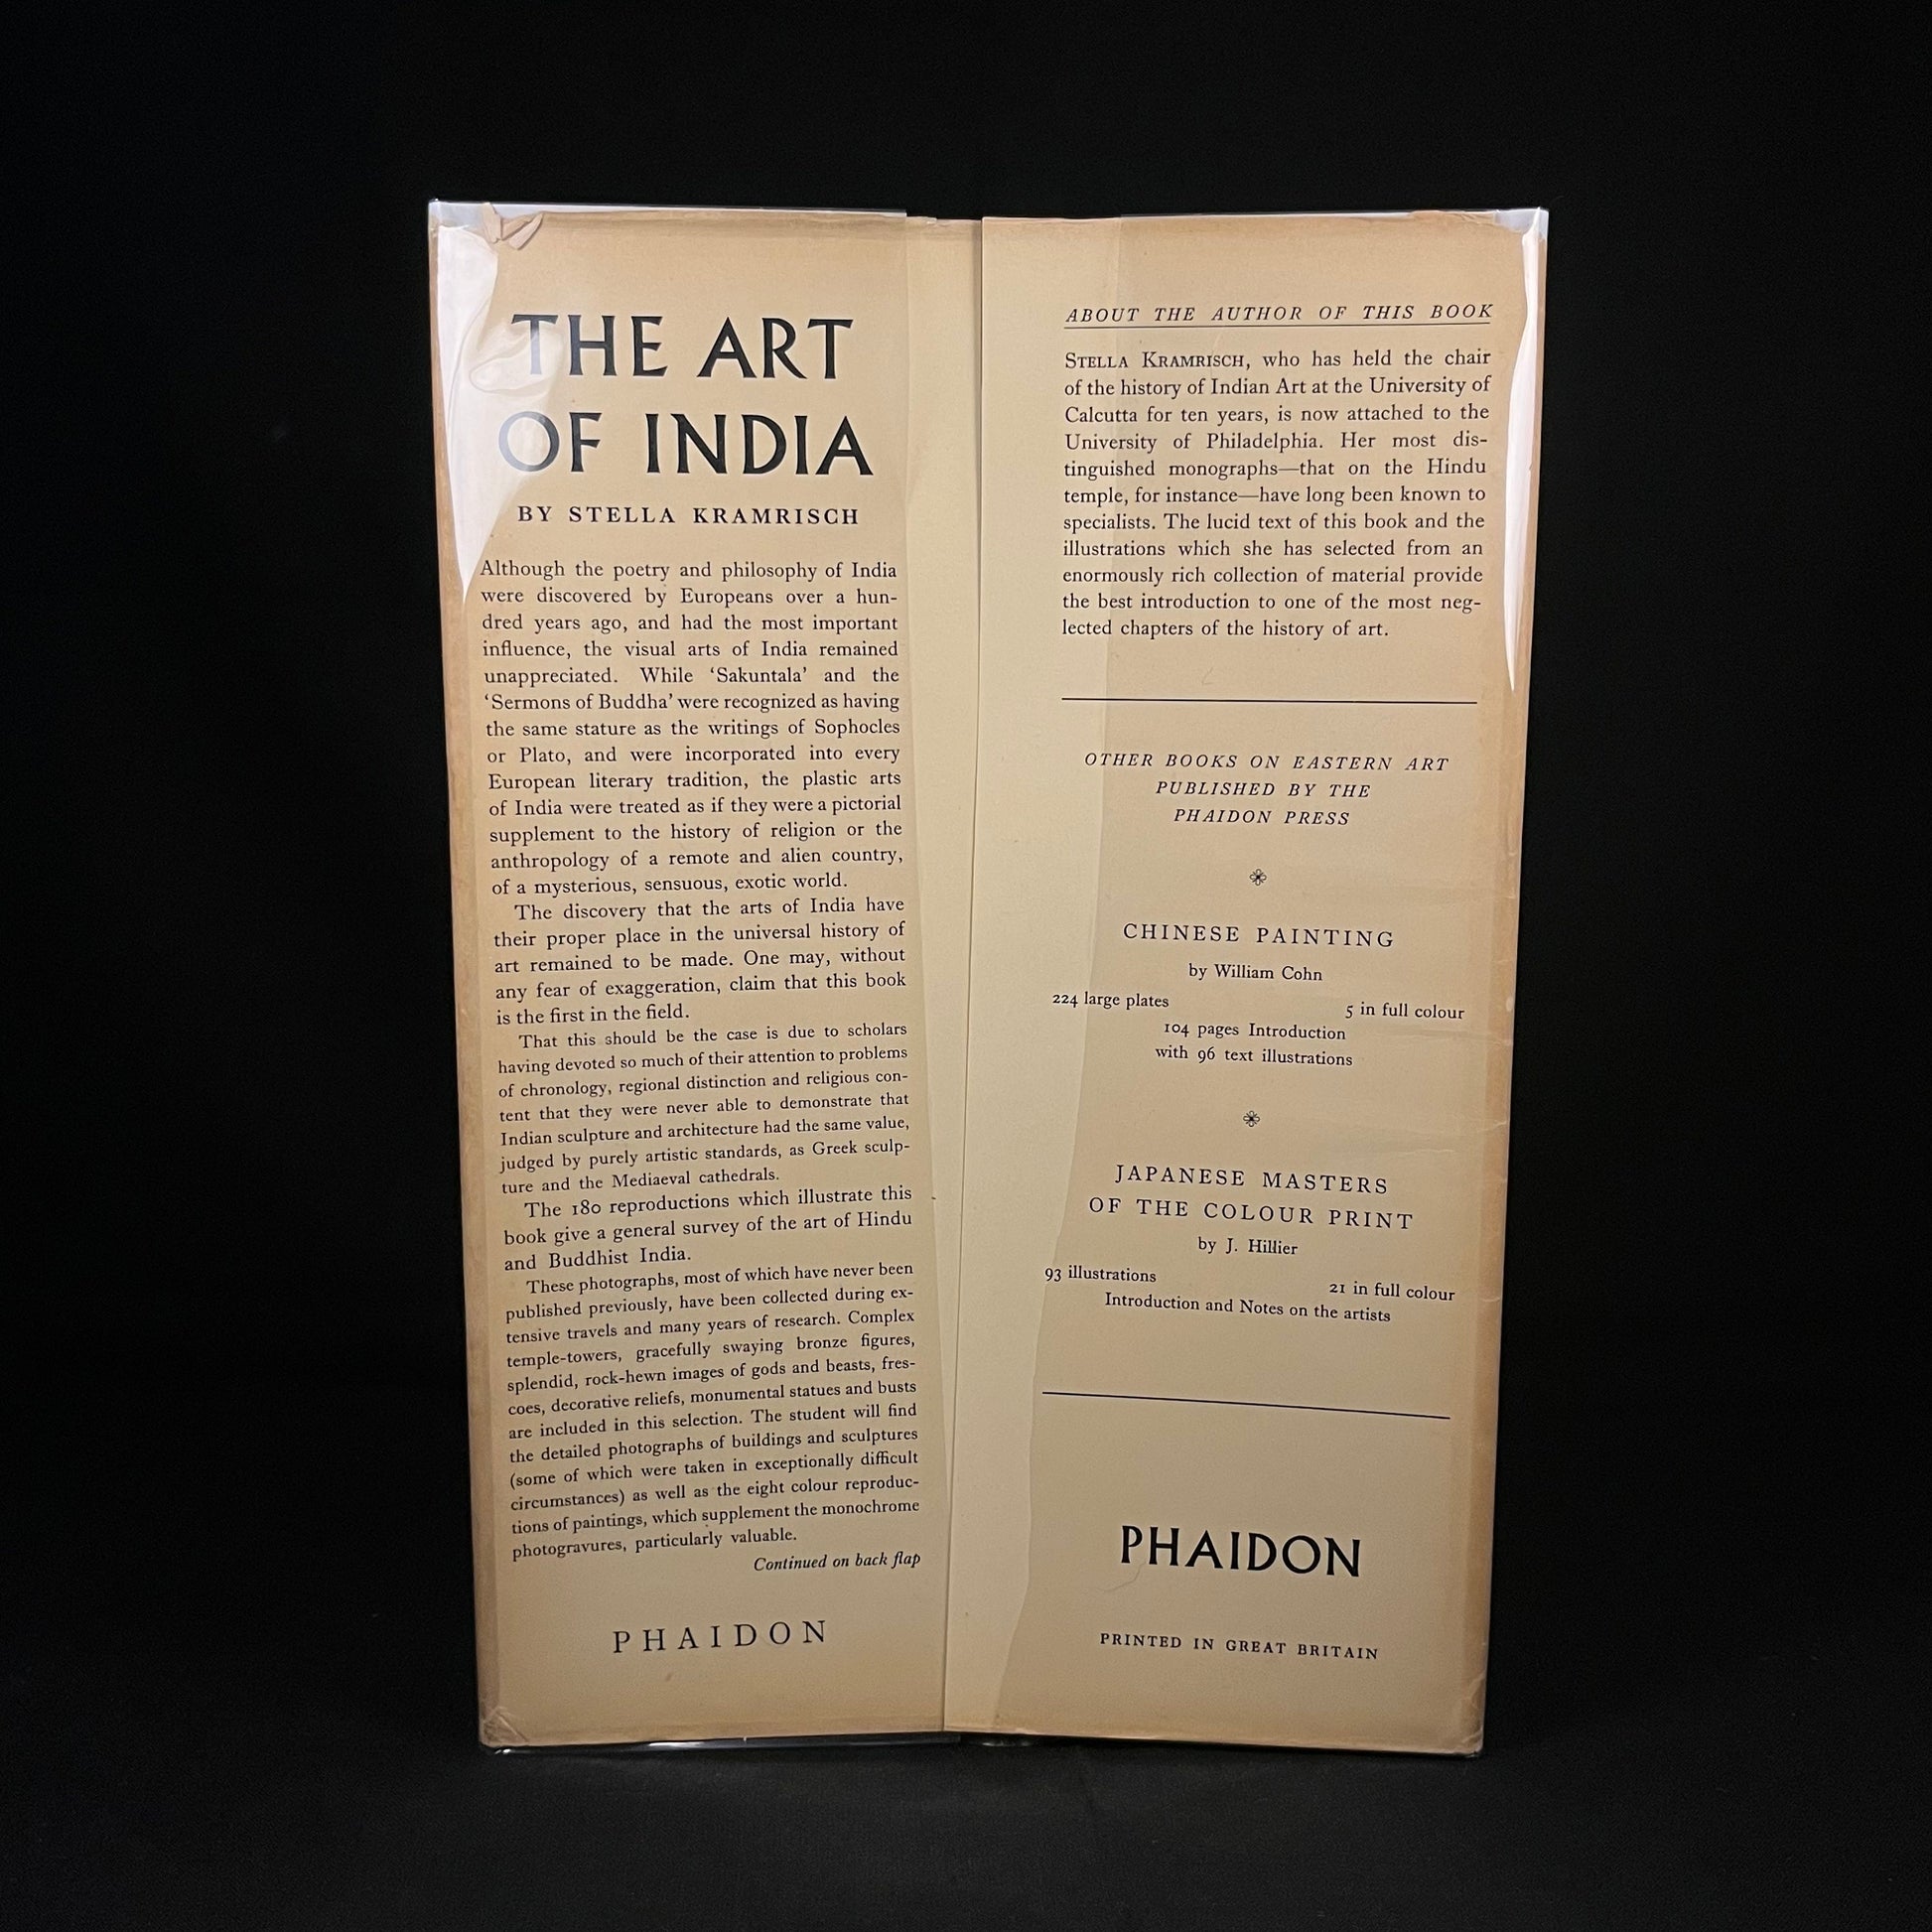 THE ART
OF INDIA
BY STELLA KRAMRISCH
Although the poetry and philosophy of India
were discovered by Europeans over a hun-
dred years ago, and had the most important
influence, the visual arts of India remained
unappreciated. While ‘Sakuntala’ and the
‘Sermons of Buddha’ were recognized as having
the same stature as the writings of Sophocles
or Plato, and were incorporated into every
European literary tradition, the plastic arts
of India were treated as if they were a pictorial
supplement to the history of religion or the
anthropology of a remote and alien country,
of a mysterious, sensuous, exotic world.
The discovery that the arts of India have
their proper place in the universal history of
art remained to be made. One may, without
any fear of exaggeration, claim that this book
is the first in the field.
That this should be the case is due to scholars
having devoted so much of their attention to problems
of chronology, regional distinction and religious con-
tent that they were never able to demonstrate that
Indian sculpture and architecture had the same value,
judged by purely artistic standards, as Greek sculp-
ture and the Mediaeval cathedrals.
The 180 reproductions which illustrate this
book give a general survey of the art of Hindu
and Buddhist India.
These photographs, most of which have never been
published previously, have been collected during ex-
tensive travels and many years of research. Complex
temple-towers, gracefully swaying bronze figures,
splendid, rock-hewn images of gods and beasts, fres-
coes, decorative reliefs, monumental statues and busts
are included in this selection. The student will find
the detailed photographs of buildings and sculptures
(some of which were taken in exceptionally difficult
circumstances) as well as the eight colour reproduc-
tions of paintings, which supplement the monochrome
photogravures, particularly valuable.
Continued on back flap
PHAIDON
ABOUT THE AUTHOR OF THIS BOOK
STELLA KRAMRISCH, who has held the chair
of the history of Indian Art at the University of
Calcutta for ten years, is now attached to the
University of Philadelphia. Her most dis-
tinguished monographs—that on the Hindu
temple, for instance—have long been known to
specialists. The lucid text of this book and the
illustrations which she has selected from an
enormously rich collection of material provide
the best introduction to one of the most neg-
lected chapters of the history of art.
OTHER BOOKS ON EASTERN ART
PUBLISHED BY THE
PHAIDON PRESS
CHINESE PAINTING
by William Cohn
224 large plates 5 in full colour
104 pages Introduction
with 96 text illustrations
JAPANESE MASTERS
OF THE COLOUR PRINT
by J. Hillier
93 illustrations 21 in full colour
Introduction and Notes on the artists
PHAIDON
PRINTED IN GREAT BRITAIN